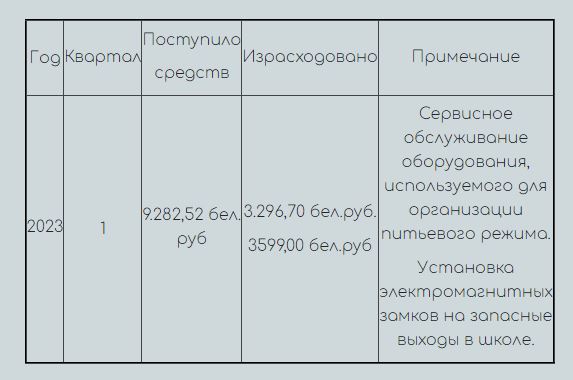 Год
Квартал
Поступило
средств
Израсходовано
Примечание
2023
1
9.282,52 бел.
руб
3.296,70 бел.руб.
3599,00 бел.руб
Сервисное
обслуживание
оборудования,
используемого для
организации
питьевого режима.
Установка
электромагнитных
замков на запасные
выходы в школе.